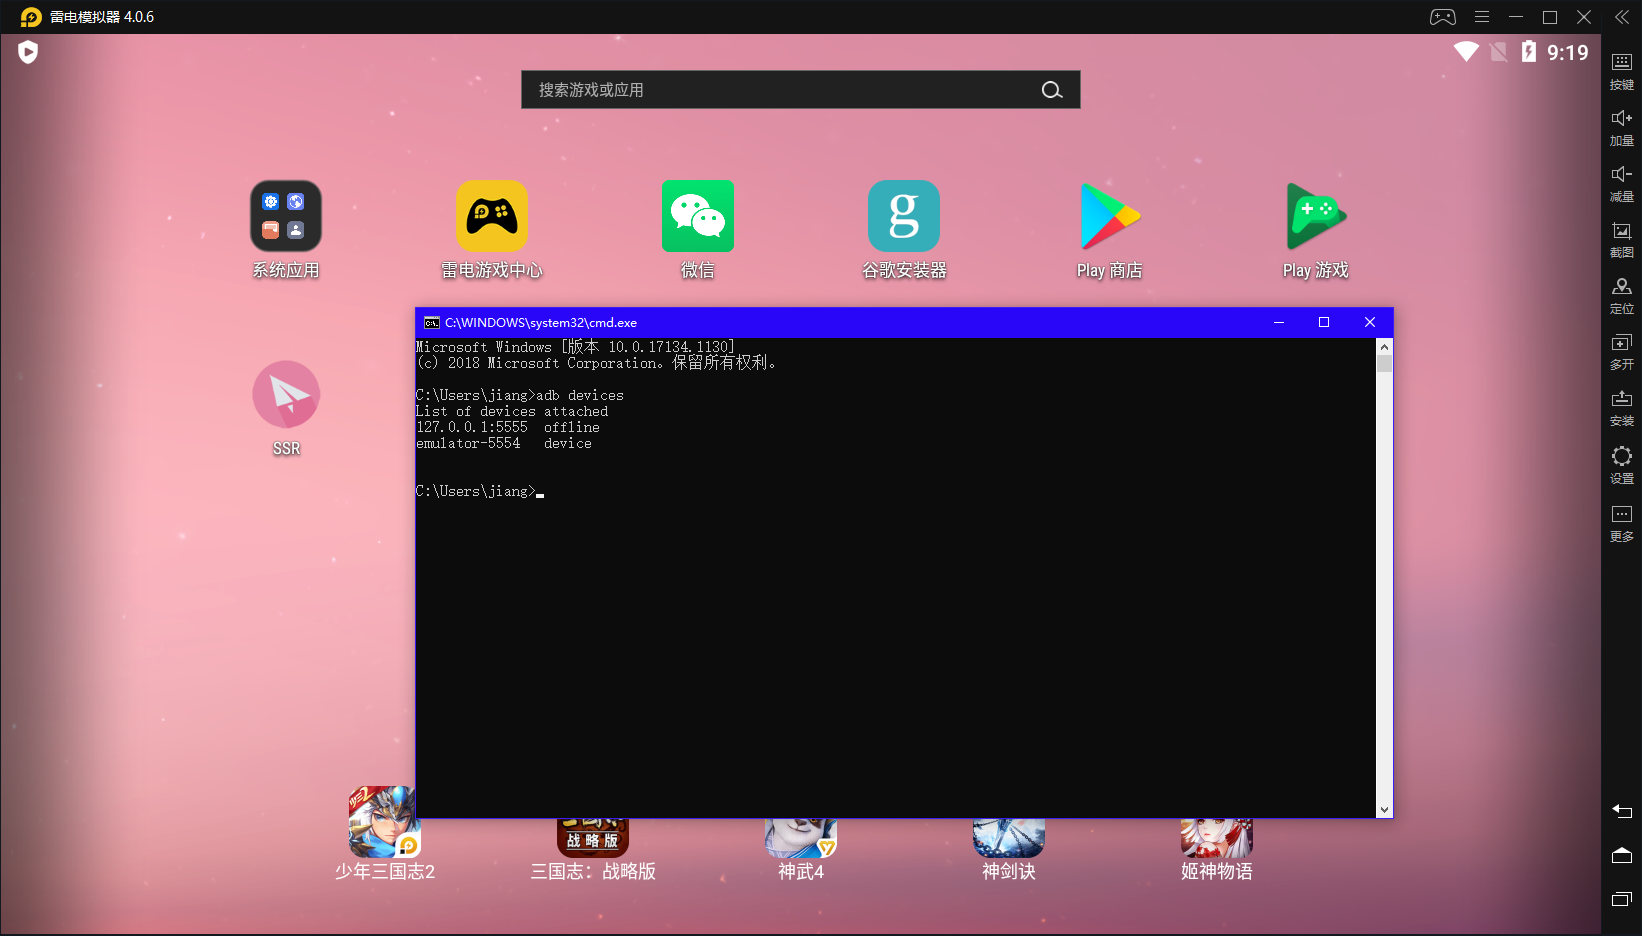 雷电模拟器 4.0.6
9:19
搜索游戏或应用
系统应用
雷电游戏中心
微信
谷歌安装器
Play 商店
Play 游戏
SSR
C:\WINDOWS\system32\cmd.exe
Microsoft Windows [版本 10.0.17134.1130]
(c) 2018 Microsoft Corporation。保留所有权利。
C:\Users\jiang>adb devices
List of devices attached
127.0.0.1:5555 offline
emulator-5554 device
C:\Users\jiang>
战略版
少年三国志2
三国志：战略版
神武4
神剑诀
姬神物语
按键
加量
减量
截图
定位
多开
安装
设置
更多